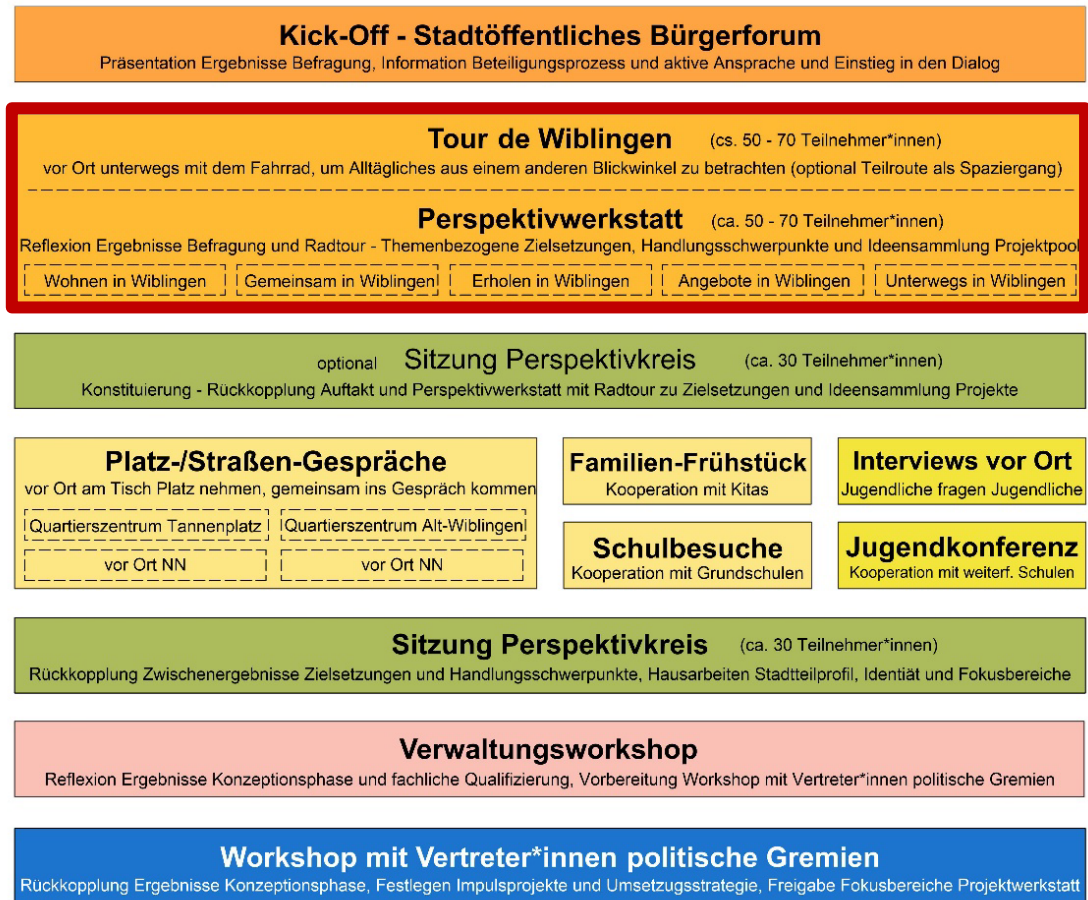 Kick-Off - Stadtöffentliches Bürgerforum
Präsentation Ergebnisse Befragung, Information Beteiligungsprozess und aktive Ansprache und Einstieg in den Dialog
Tour de Wiblingen (cs. 50 - 70 Teilnehmer*innen)
vor Ort unterwegs mit dem Fahrrad, um Alltägliches aus einem anderen Blickwinkel zu betrachten (optional Teilroute als Spaziergang)
Perspektivwerkstatt (ca. 50 - 70 Teilnehmer*innen)
Reflexion Ergebnisse Befragung und Radtour - Themenbezogene Zielsetzungen, Handlungsschwerpunkte und Ideensammlung Projektpool
Wohnen in Wiblingen Gemeinsam in Wiblingen Erholen in Wiblingen Angebote in Wiblingen Unterwegs in Wiblingen
optional Sitzung Perspektivkreis (ca. 30 Teilnehmer*innen)
Konstituierung - Rückkopplung Auftakt und Perspektivwerkstatt mit Radtour zu Zielsetzungen und Ideensammlung Projekte
Platz-/Straßen-Gespräche
vor Ort am Tisch Platz nehmen, gemeinsam ins Gespräch kommen
Quartierszentrum Tannenplatz Quartierszentrum Alt-Wiblingen
vor Ort NN vor Ort NN
Familien-Frühstück
Kooperation mit Kitas
Interviews vor Ort
Jugendliche fragen Jugendliche
Schulbesuche
Kooperation mit Grundschulen
Jugendkonferenz
Kooperation mit weiterf. Schulen
Sitzung Perspektivkreis (ca. 30 Teilnehmer*innen)
Rückkopplung Zwischenergebnisse Zielsetzungen und Handlungsschwerpunkte, Hausarbeiten Stadtteilprofil, Identiät und Fokusbereiche
Verwaltungsworkshop
Reflexion Ergebnisse Konzeptionsphase und fachliche Qualifizierung, Vorbereitung Workshop mit Vertreter*innen politische Gremien
Workshop mit Vertreter*innen politische Gremien
Rückkopplung Ergebnisse Konzeptionsphase, Festlegen Impulsprojekte und Umsetzugsstrategie, Freigabe Fokusbereiche Projektwerkstatt